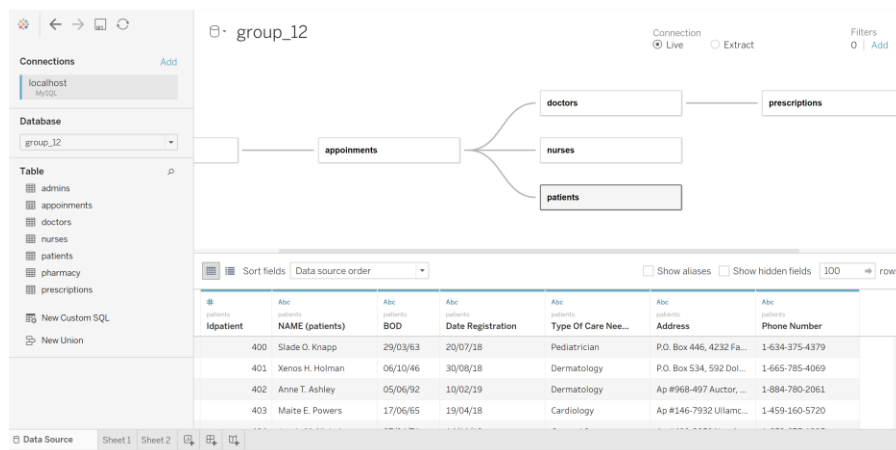 group_12
Connection
Live
Extract
Filters
0
Add
Connections
Add
localhost
MySQL
Database
group_12
Table
admins
appoinments
doctors
nurses
patients
pharmacy
prescriptions
New Custom SQL
New Union
appoinments
doctors
prescriptions
nurses
patients
Sort fields
Data source order
Show aliases
Show hidden fields
100
rows
# Abc Abc Abc Abc Abc Abc
patients patients patients patients patients patients patients
Idpatient NAME (patients) BOD Date Registration Type Of Care Nee... Address Phone Number
400 Slade O. Knapp 29/03/63 20/07/18 Pediatrician P.O. Box 446, 4232 Fa... 1-634-375-4379
401 Xenos H. Holman 06/10/46 30/08/18 Dermatology P.O. Box 534, 592 Dol... 1-665-785-4069
402 Anne T. Ashley 05/06/92 10/02/19 Dermatology Ap #968-497 Auctor, ... 1-884-780-2061
403 Maite E. Powers 17/06/65 19/04/18 Cardiology Ap #146-7932 Ullamc... 1-459-160-5720
Data Source
Sheet 1
Sheet 2